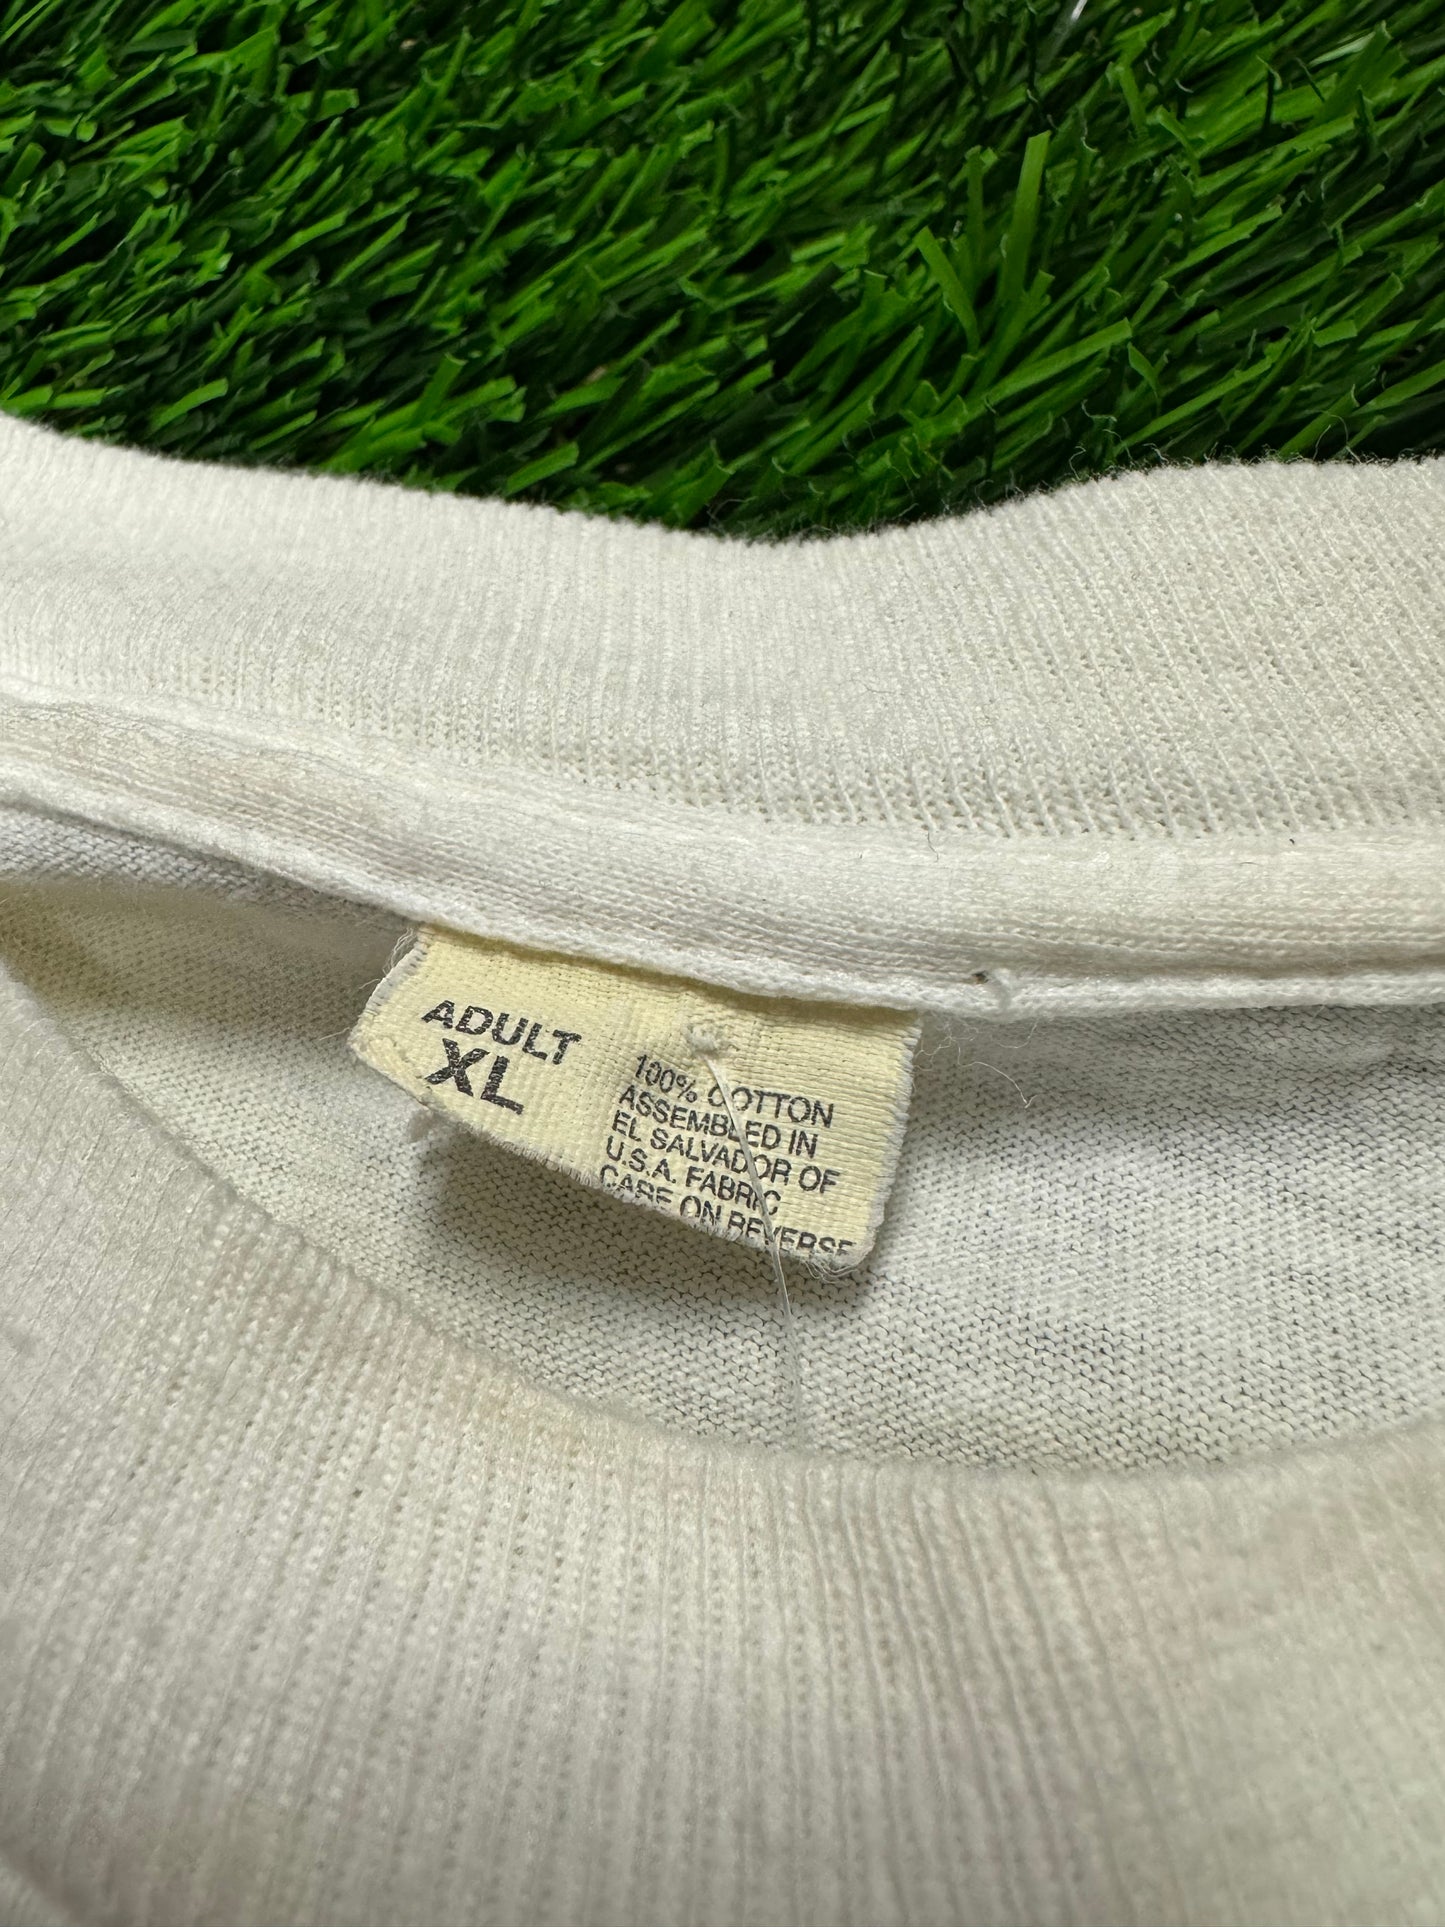 ADULT
XL
100% COTTON
ASSEMBLED IN
EL SALVADOR OF
U.S.A. FABRIC
CARE ON REVERSE